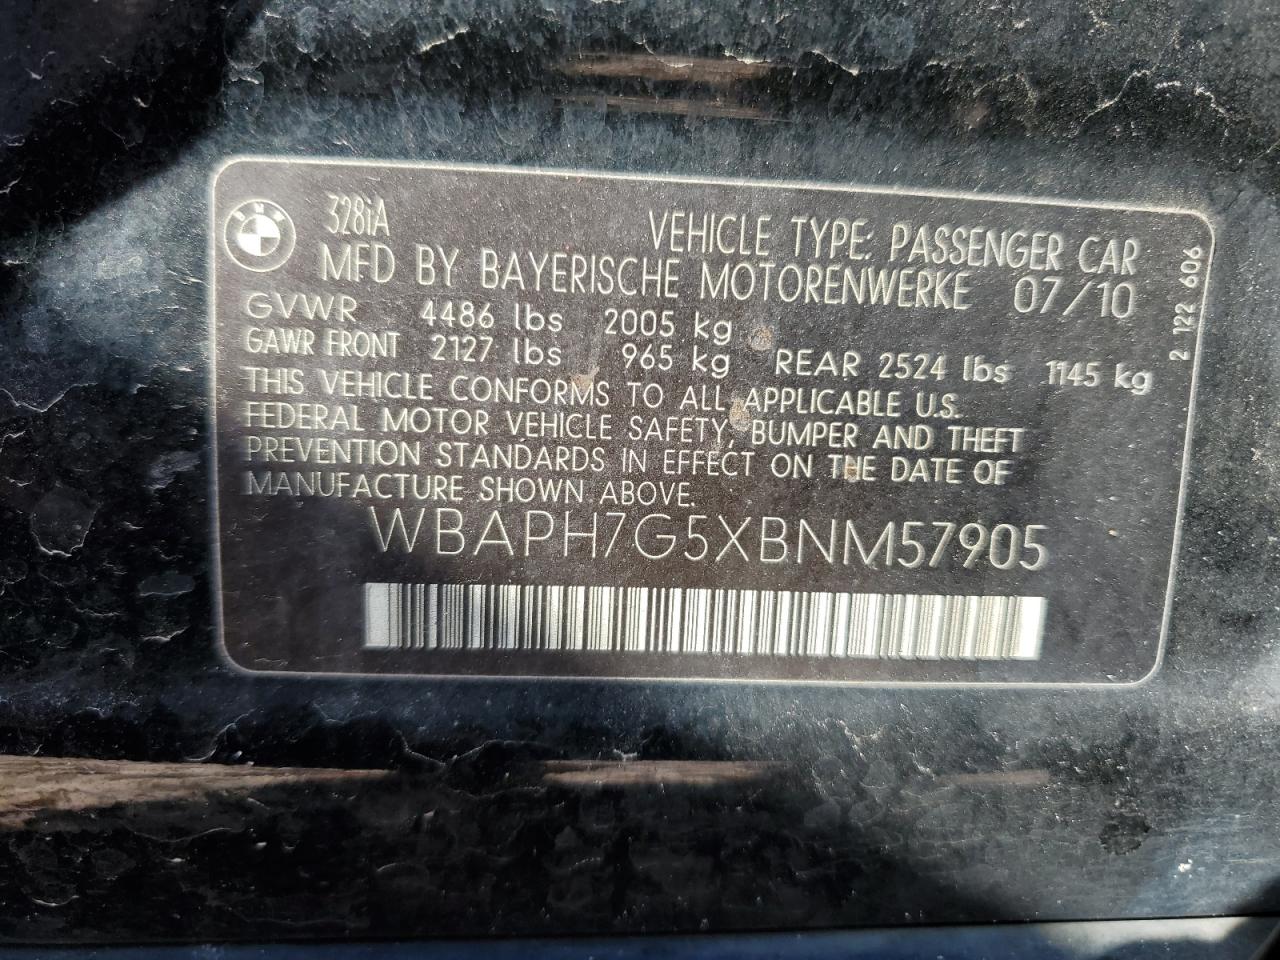 BMW
328iA
VEHICLE TYPE: PASSENGER CAR
MFD BY BAYERISCHE MOTORENWERKE 07/10
GVWR 4486 lbs 2005 kg
GAWR FRONT 2127 lbs 965 kg REAR 2524 lbs 1145 kg
THIS VEHICLE CONFORMS TO ALL APPLICABLE U.S.
FEDERAL MOTOR VEHICLE SAFETY, BUMPER AND THEFT
PREVENTION STANDARDS IN EFFECT ON THE DATE OF
MANUFACTURE SHOWN ABOVE.
WBAPH7G5XBNM57905
2 122 606